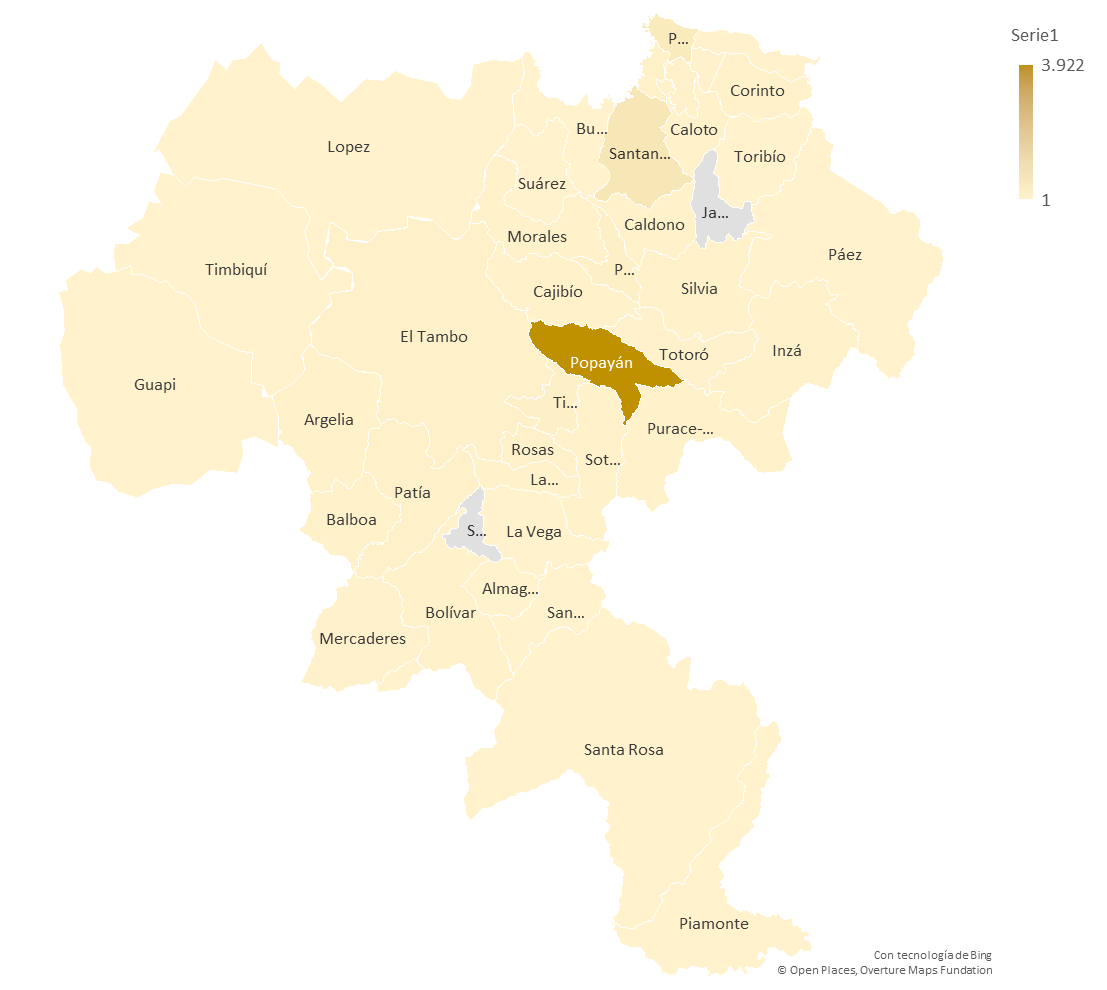 Serie1
3.922
1
P...
Corinto
Bu...
Caloto
Lopez
Santan...
Toribío
Suárez
Ja...
Caldono
Morales
Páez
Timbiquí
P...
Silvia
Cajibío
El Tambo
Totoró
Inzá
Popayán
Guapi
Ti...
Argelia
Purace-...
Rosas
Sot...
La...
Patía
Balboa
S...
La Vega
Almag...
Bolívar
San...
Mercaderes
Santa Rosa
Piamonte
Con tecnología de Bing
© Open Places, Overture Maps Fundation